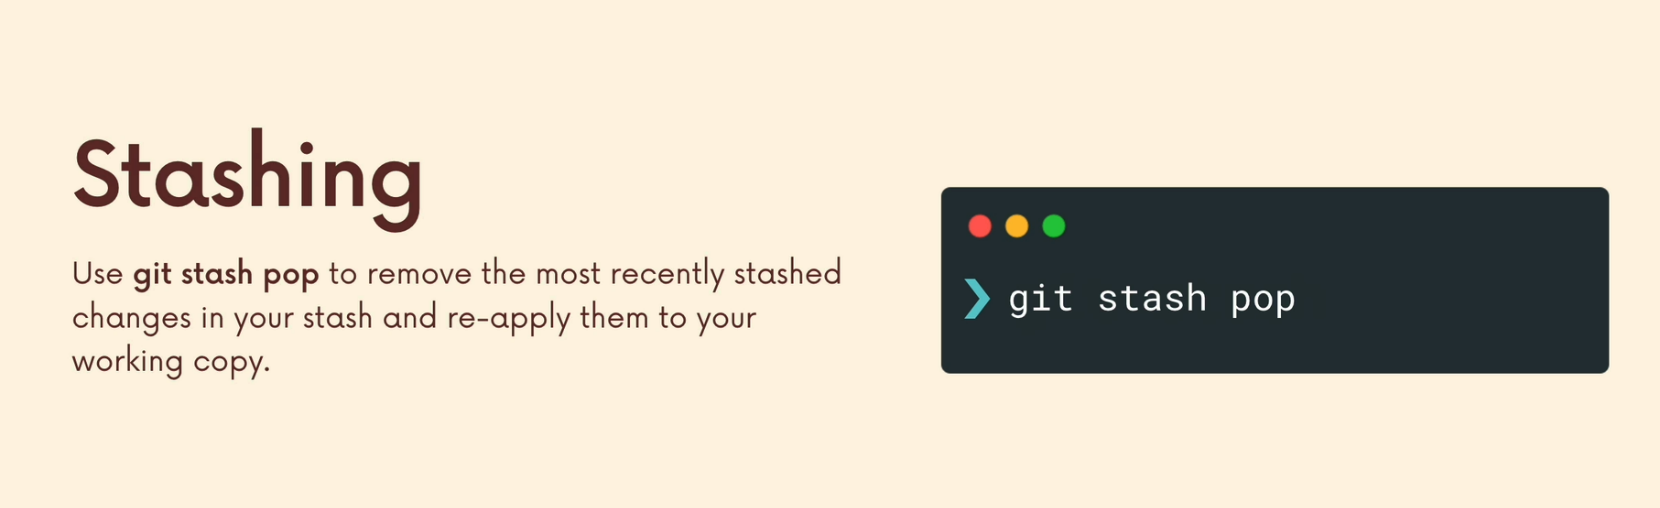 Stashing
Use git stash pop to remove the most recently stashed
changes in your stash and re-apply them to your
working copy.
❯ git stash pop